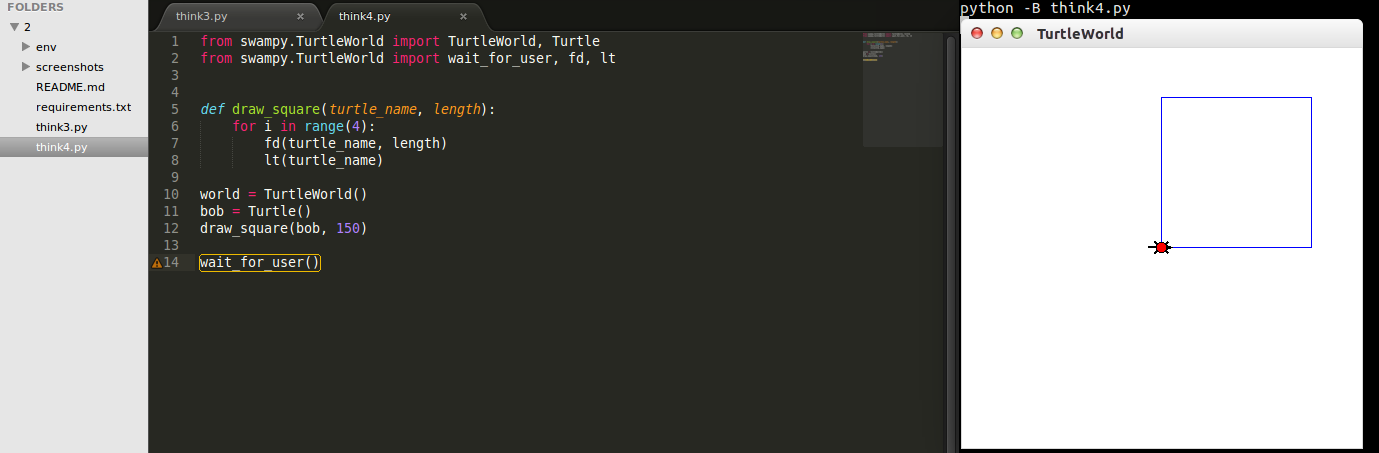 FOLDERS
2
env
screenshots
README.md
requirements.txt
think3.py
think4.py
think3.py × think4.py ×
1 from swampy.TurtleWorld import TurtleWorld, Turtle
2 from swampy.TurtleWorld import wait_for_user, fd, lt
3
4
5 def draw_square(turtle_name, length):
6     for i in range(4):
7         fd(turtle_name, length)
8         lt(turtle_name)
9
10 world = TurtleWorld()
11 bob = Turtle()
12 draw_square(bob, 150)
13
14 wait_for_user()
python -B think4.py
TurtleWorld